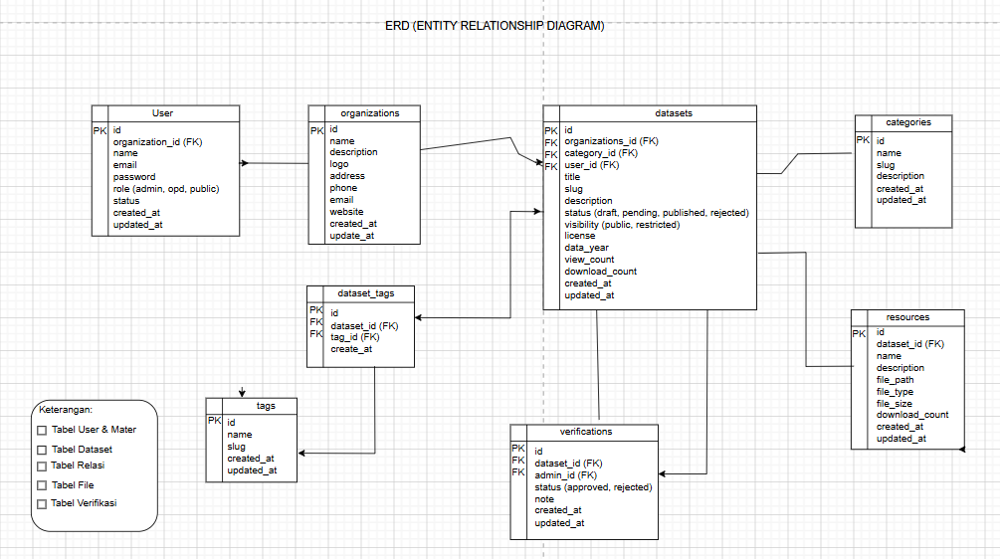 ERD (ENTITY RELATIONSHIP DIAGRAM)
User
PK id
organization_id (FK)
name
email
password
role (admin, opd, public)
status
created_at
updated_at
organizations
PK id
name
description
logo
address
phone
email
website
created_at
update_at
datasets
PK id
FK organizations_id (FK)
FK category_id (FK)
FK user_id (FK)
title
slug
description
status (draft, pending, published, rejected)
visibility (public, restricted)
license
data_year
view_count
download_count
created_at
updated_at
categories
PK id
name
slug
description
created_at
updated_at
dataset_tags
PK id
FK dataset_id (FK)
FK tag_id (FK)
create_at
resources
PK id
dataset_id (FK)
name
description
file_path
file_type
file_size
download_count
created_at
updated_at
tags
PK id
name
slug
created_at
updated_at
verifications
PK id
FK dataset_id (FK)
FK admin_id (FK)
status (approved, rejected)
note
created_at
updated_at
Keterangan:
Tabel User & Mater
Tabel Dataset
Tabel Relasi
Tabel File
Tabel Verifikasi